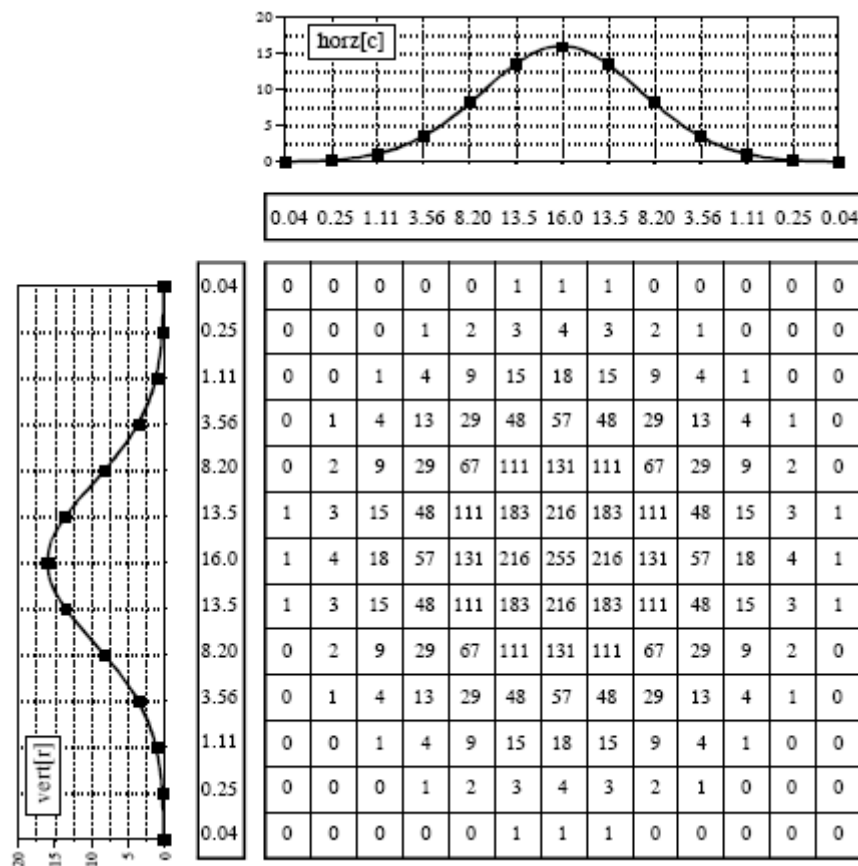 20
15
10
5
0
horz[c]
0.04 0.25 1.11 3.56 8.20 13.5 16.0 13.5 8.20 3.56 1.11 0.25 0.04
0.04 0 0 0 0 0 1 1 1 0 0 0 0 0
0.25 0 0 0 1 2 3 4 3 2 1 0 0 0
1.11 0 0 1 4 9 15 18 15 9 4 1 0 0
3.56 0 1 4 13 29 48 57 48 29 13 4 1 0
8.20 0 2 9 29 67 111 131 111 67 29 9 2 0
13.5 1 3 15 48 111 183 216 183 111 48 15 3 1
16.0 1 4 18 57 131 216 255 216 131 57 18 4 1
13.5 1 3 15 48 111 183 216 183 111 48 15 3 1
8.20 0 2 9 29 67 111 131 111 67 29 9 2 0
3.56 0 1 4 13 29 48 57 48 29 13 4 1 0
1.11 0 0 1 4 9 15 18 15 9 4 1 0 0
0.25 0 0 0 1 2 3 4 3 2 1 0 0 0
0.04 0 0 0 0 0 1 1 1 0 0 0 0 0
vert[r]
20 15 10 5 0